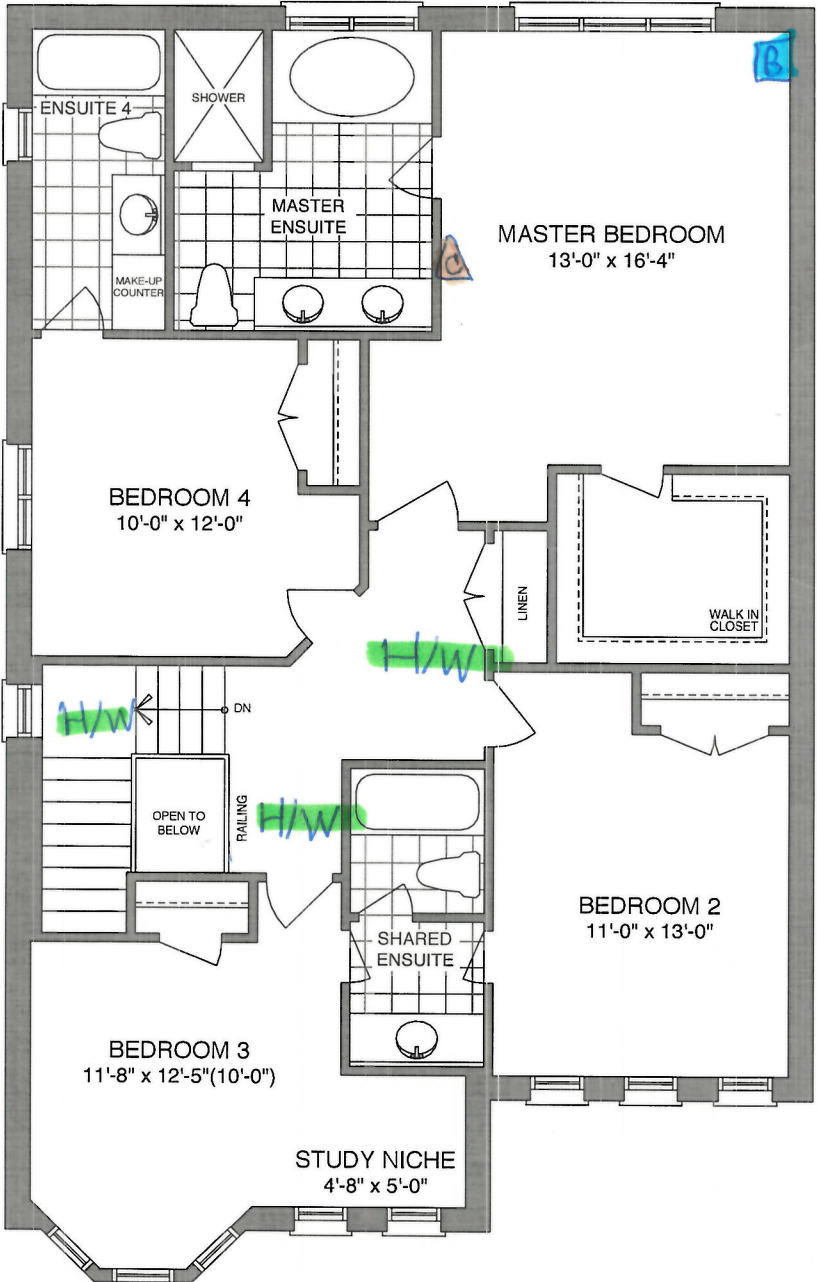 B
ENSUITE 4
SHOWER
MASTER
ENSUITE
MASTER BEDROOM
13'-0" x 16'-4"
C
MAKE-UP
COUNTER
BEDROOM 4
10'-0" x 12'-0"
LINEN
WALK IN
CLOSET
H/W
H/W
DN
OPEN TO
BELOW
RAILING
H/W
BEDROOM 2
11'-0" x 13'-0"
SHARED
ENSUITE
BEDROOM 3
11'-8" x 12'-5"(10'-0")
STUDY NICHE
4'-8" x 5'-0"